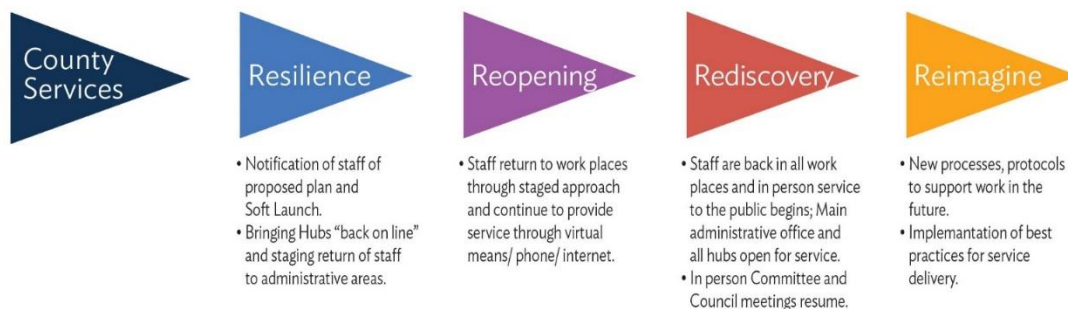 County
Services
Resilience
Reopening
Rediscovery
Reimagine
• Notification of staff of
proposed plan and
Soft Launch.
• Bringing Hubs “back on line”
and staging return of staff
to administrative areas.
• Staff return to work places
through staged approach
and continue to provide
service through virtual
means/ phone/ internet.
• Staff are back in all work
places and in person service
to the public begins; Main
administrative office and
all hubs open for service.
• In person Committee and
Council meetings resume.
• New processes, protocols
to support work in the
future.
• Implemantation of best
practices for service
delivery.